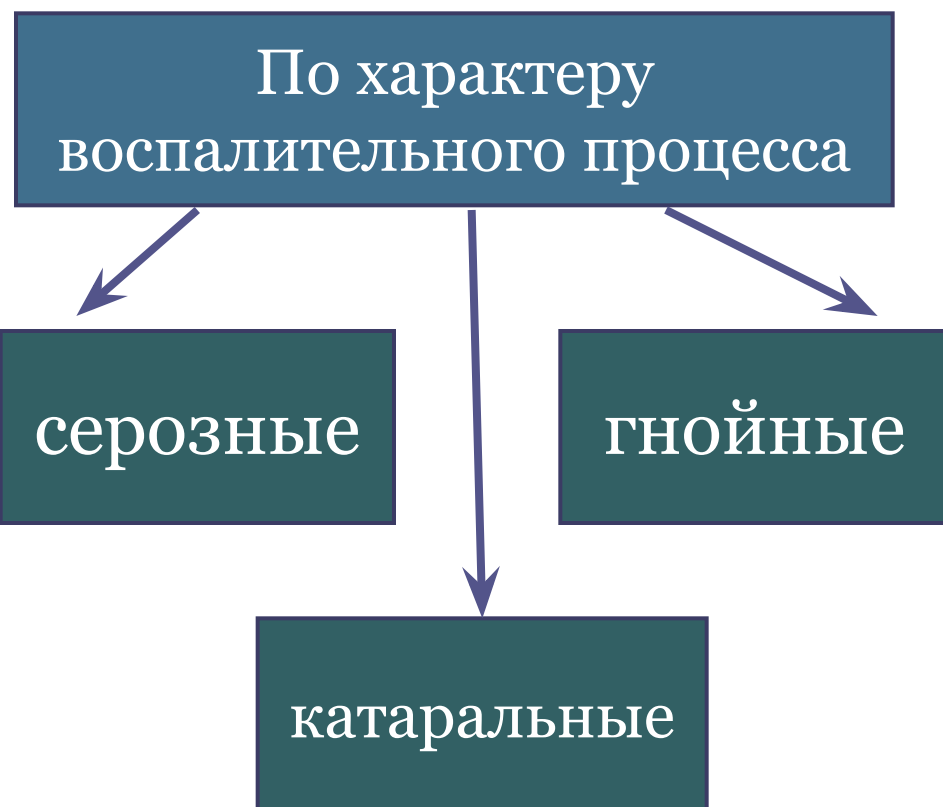 По характеру
воспалительного процесса
серозные
гнойные
катаральные